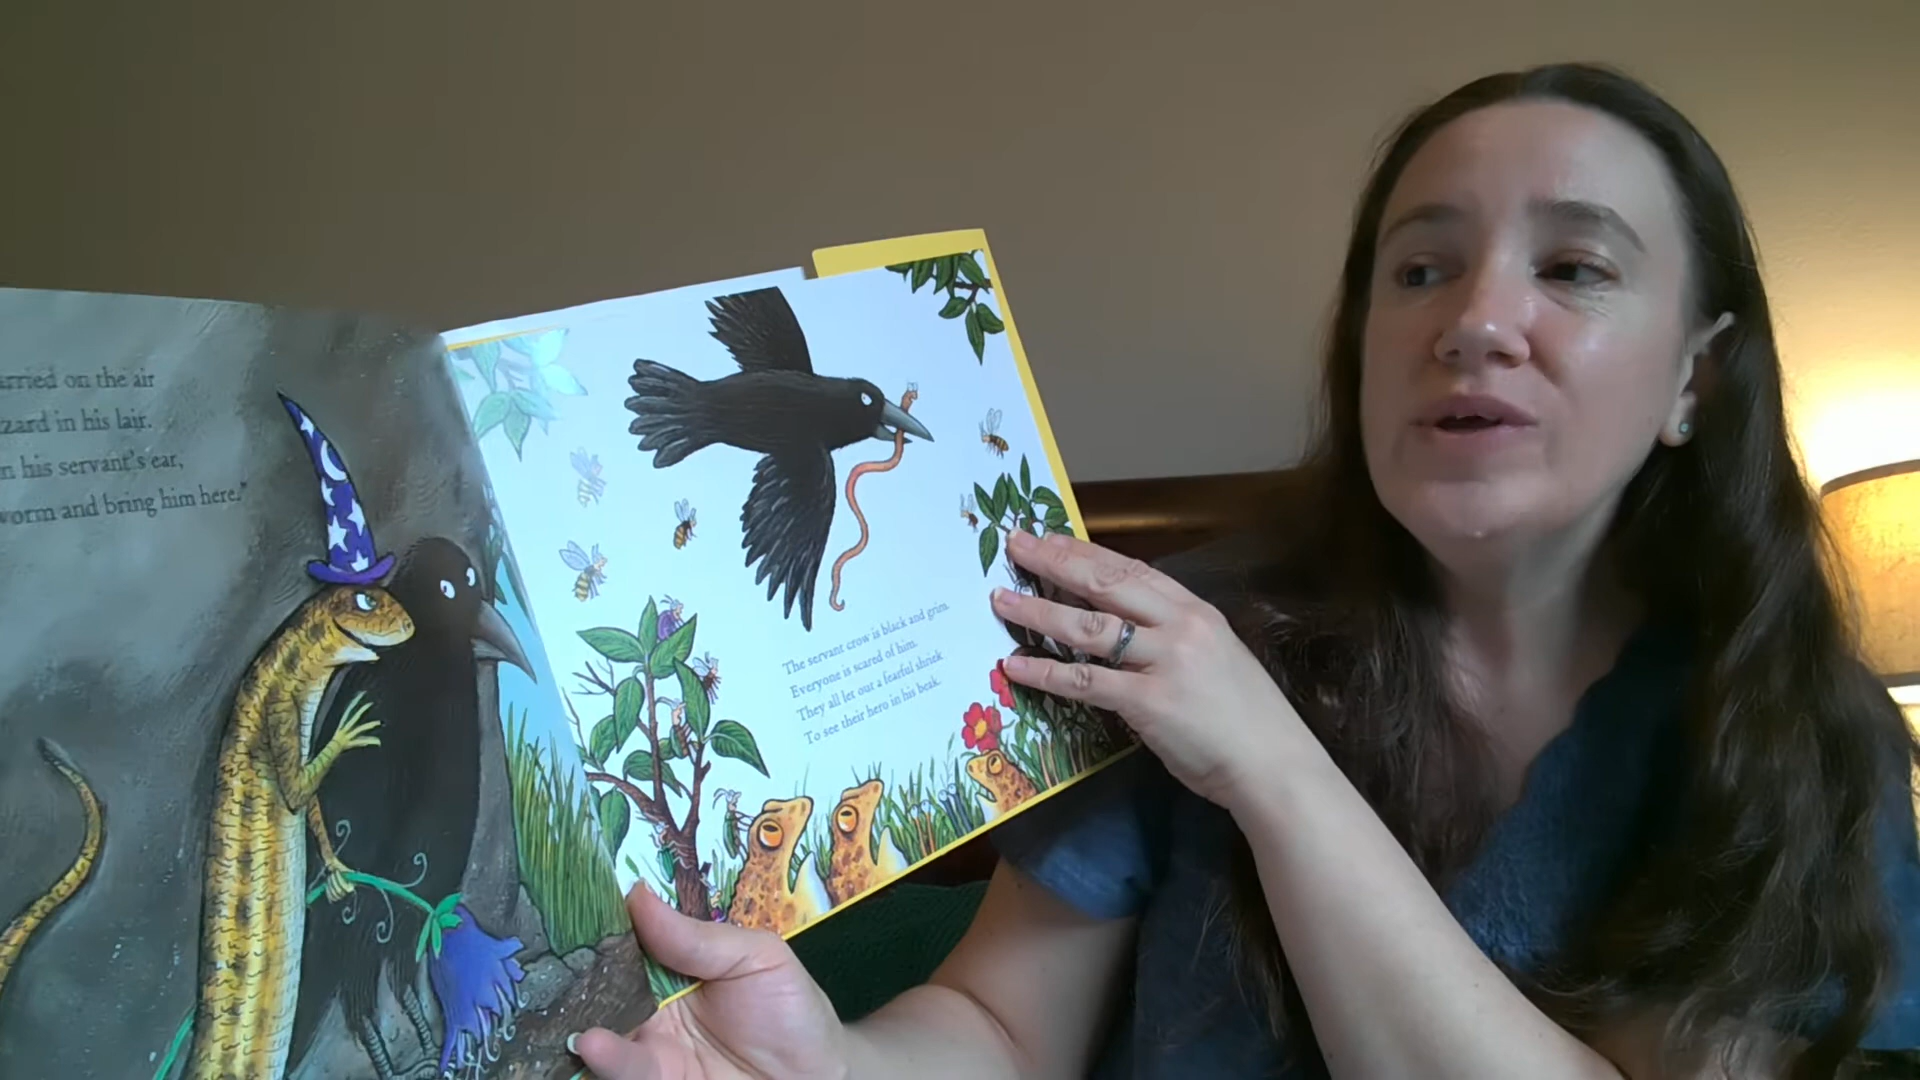 arried on the air
zard in his lair.
n his servant's ear,
worm and bring him here."
The servant crow is black and grim.
Everyone is scared of him.
They all let out a fearful shriek
To see their hero in his beak.